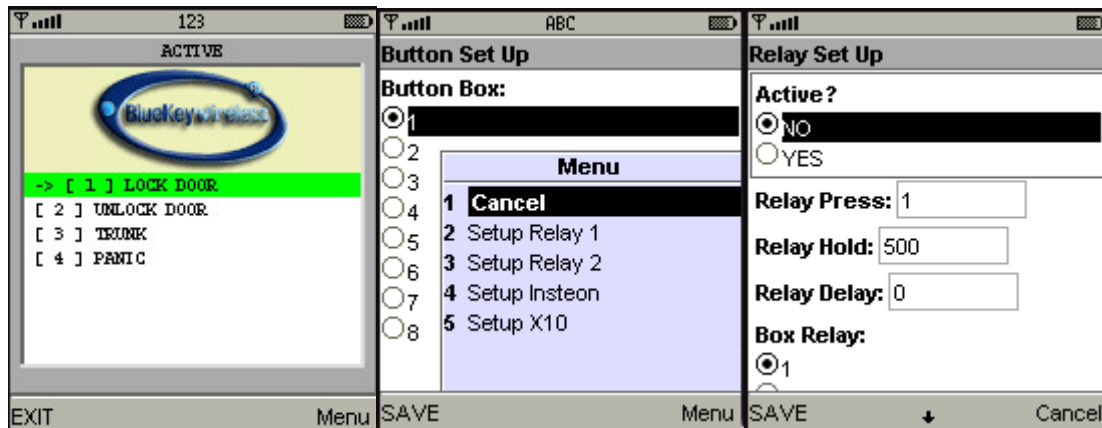 123
ACTIVE
BlueKey wireless
-> [ 1 ] LOCK DOOR
[ 2 ] UNLOCK DOOR
[ 3 ] TRUNK
[ 4 ] PANIC
EXIT Menu
ABC
Button Set Up
Button Box:
1
2
3
4
5
6
7
8
Menu
1 Cancel
2 Setup Relay 1
3 Setup Relay 2
4 Setup Insteon
5 Setup X10
SAVE Menu
Relay Set Up
Active?
NO
YES
Relay Press: 1
Relay Hold: 500
Relay Delay: 0
Box Relay:
1
SAVE Cancel